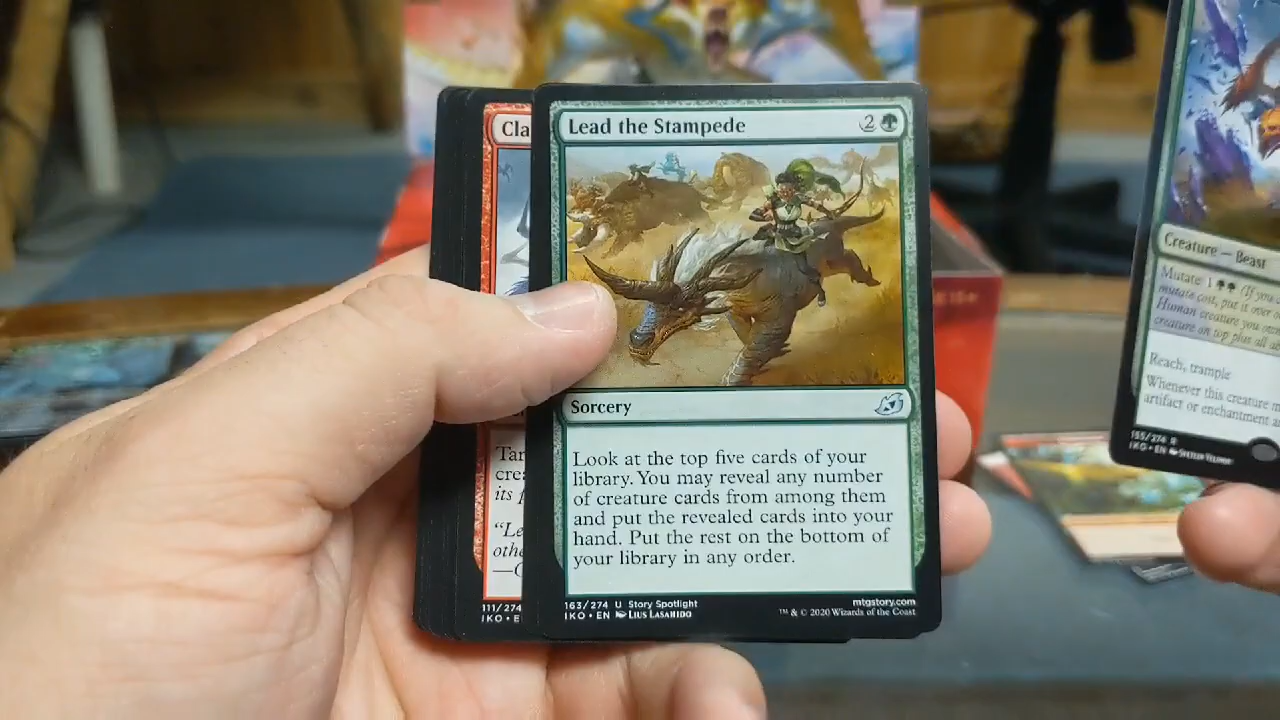 Cla
Lead the Stampede
2
Sorcery
Look at the top five cards of your
library. You may reveal any number
of creature cards from among them
and put the revealed cards into your
hand. Put the rest on the bottom of
your library in any order.
163/274 U Story Spotlight
IKO • EN Lius Lasahido
mtgstory.com
™ & © 2020 Wizards of the Coast
Tar
its
"Le
othe
111/274
IKO • E
Creature — Beast
Mutate 1 (If you
mutate cost, put it over o
Human creature you own
creature on top plus all ab
Reach, trample
Whenever this creature m
artifact or enchantment a
155/274 R
IKO • EN